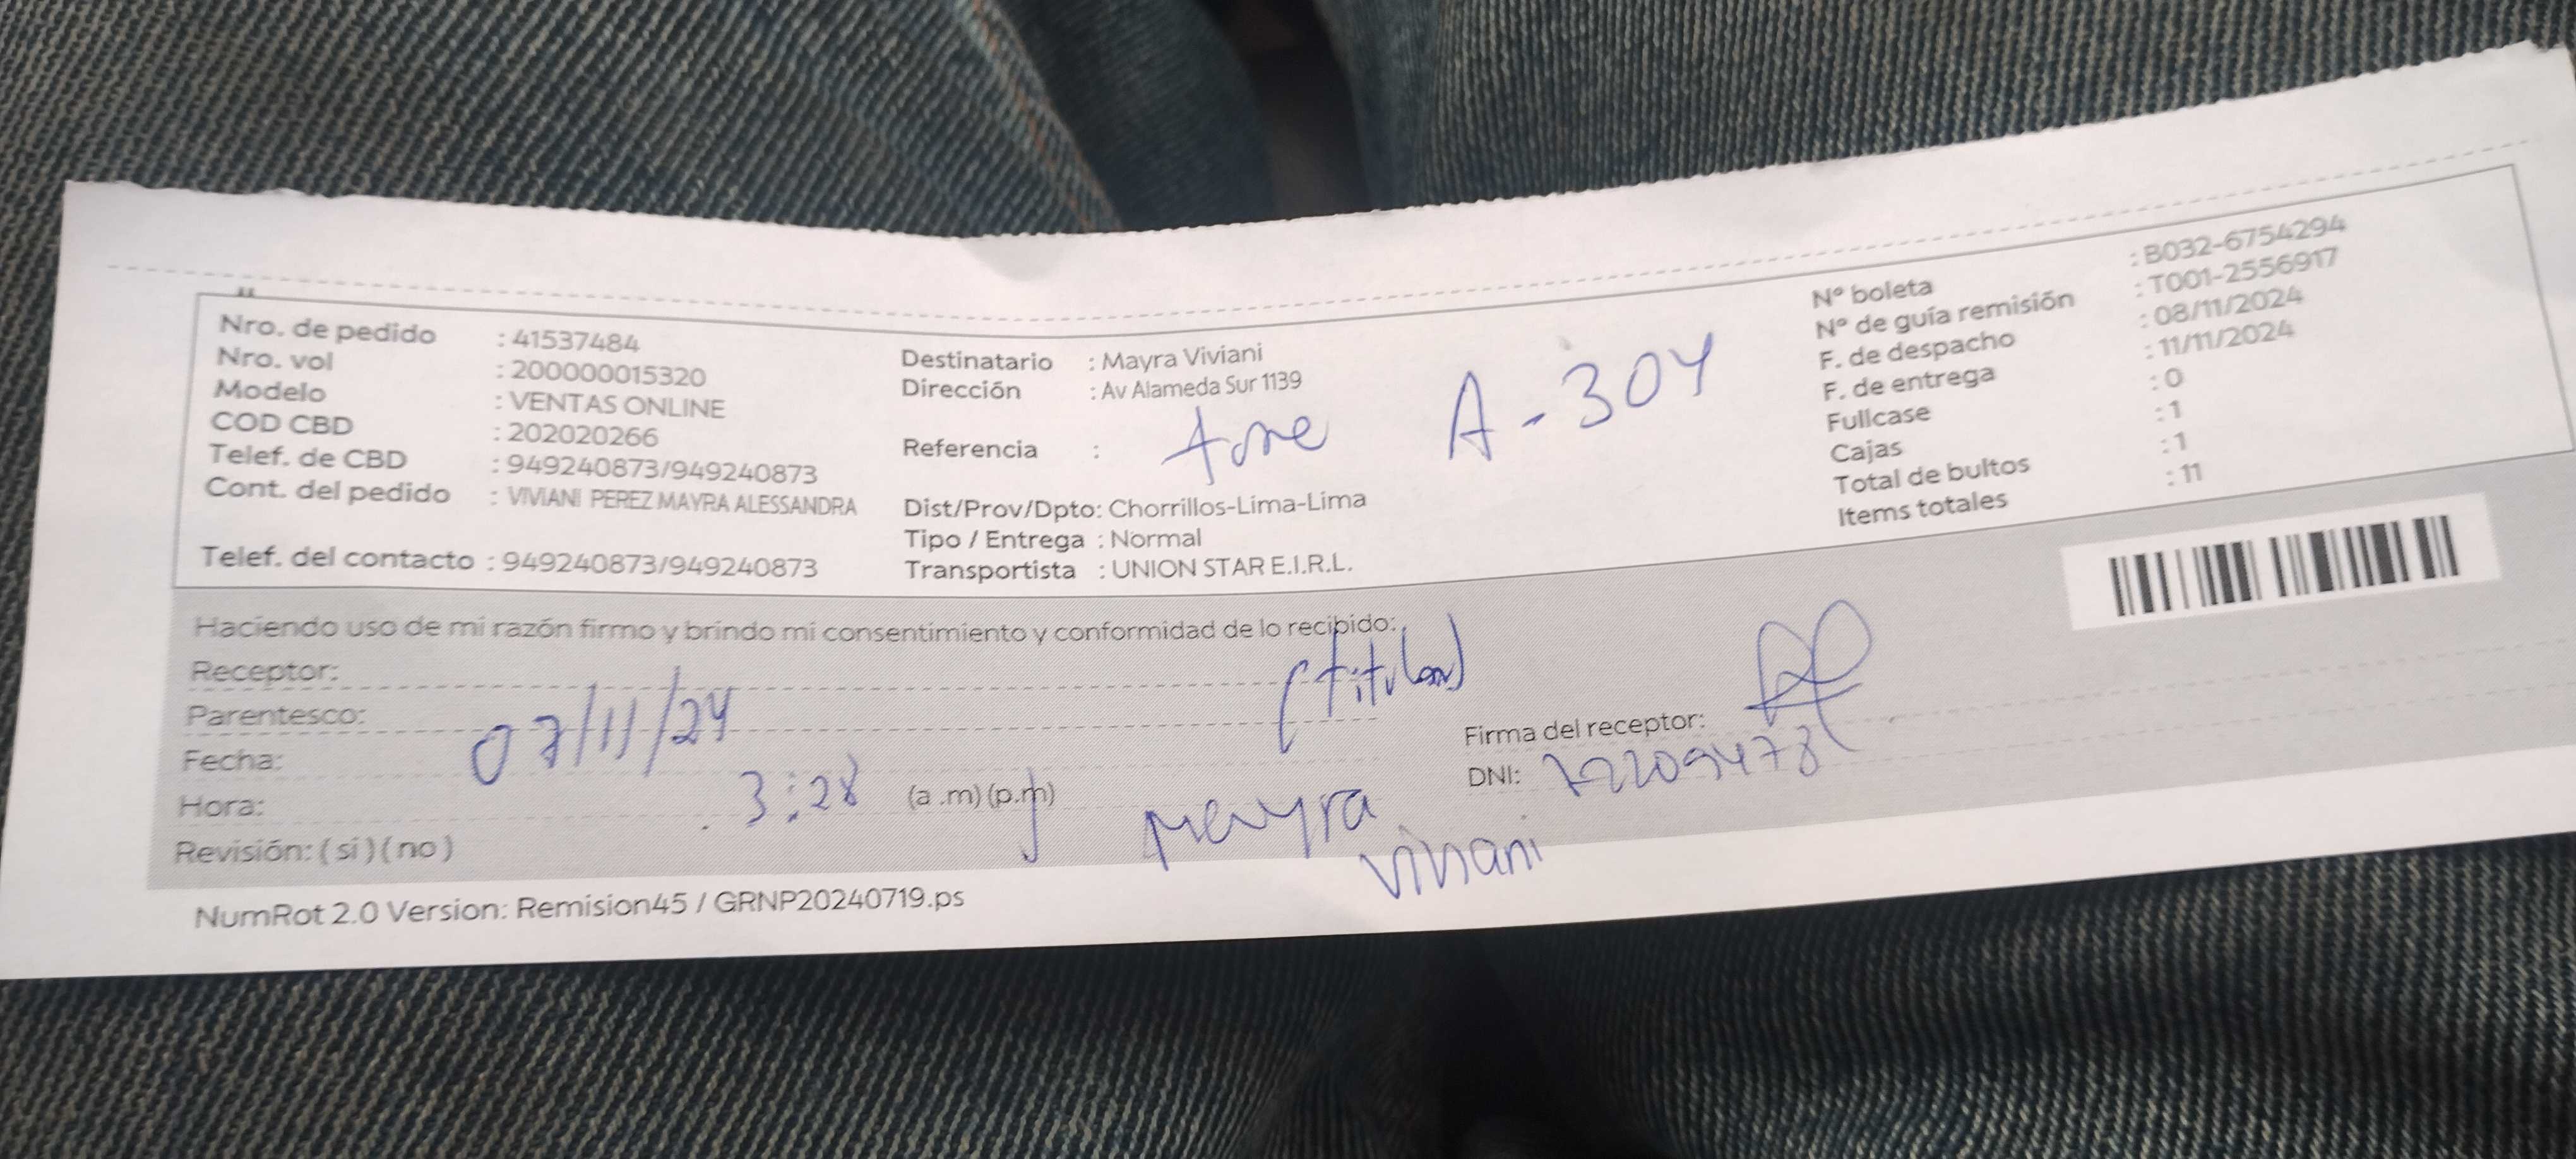 Nro. de pedido : 41537484
Nro. vol : 200000015320
Modelo : VENTAS ONLINE
COD CBD : 202020266
Telef. de CBD : 949240873/949240873
Cont. del pedido : VIVIANI PEREZ MAYRA ALESSANDRA
Telef. del contacto : 949240873/949240873
Destinatario : Mayra Viviani
Dirección : Av Alameda Sur 1139
Referencia : A-304
Dist/Prov/Dpto: Chorrillos-Lima-Lima
Tipo / Entrega : Normal
Transportista : UNION STAR E.I.R.L.
N° boleta : B032-6754294
N° de guía remisión : T001-2556917
F. de despacho : 08/11/2024
F. de entrega : 11/11/2024
Fullcase : 0
Cajas : 1
Total de bultos : 1
Items totales : 11
Haciendo uso de mi razón firmo y brindo mi consentimiento y conformidad de lo recibido:
Receptor: (titular)
Parentesco:
Fecha: 07/11/24
Hora: 3:28 (a .m) (p.m)
Mayra
Viviani
Revisión: ( si ) ( no )
Firma del receptor:
DNI:
NumRot 2.0 Version: Remision45 / GRNP20240719.ps